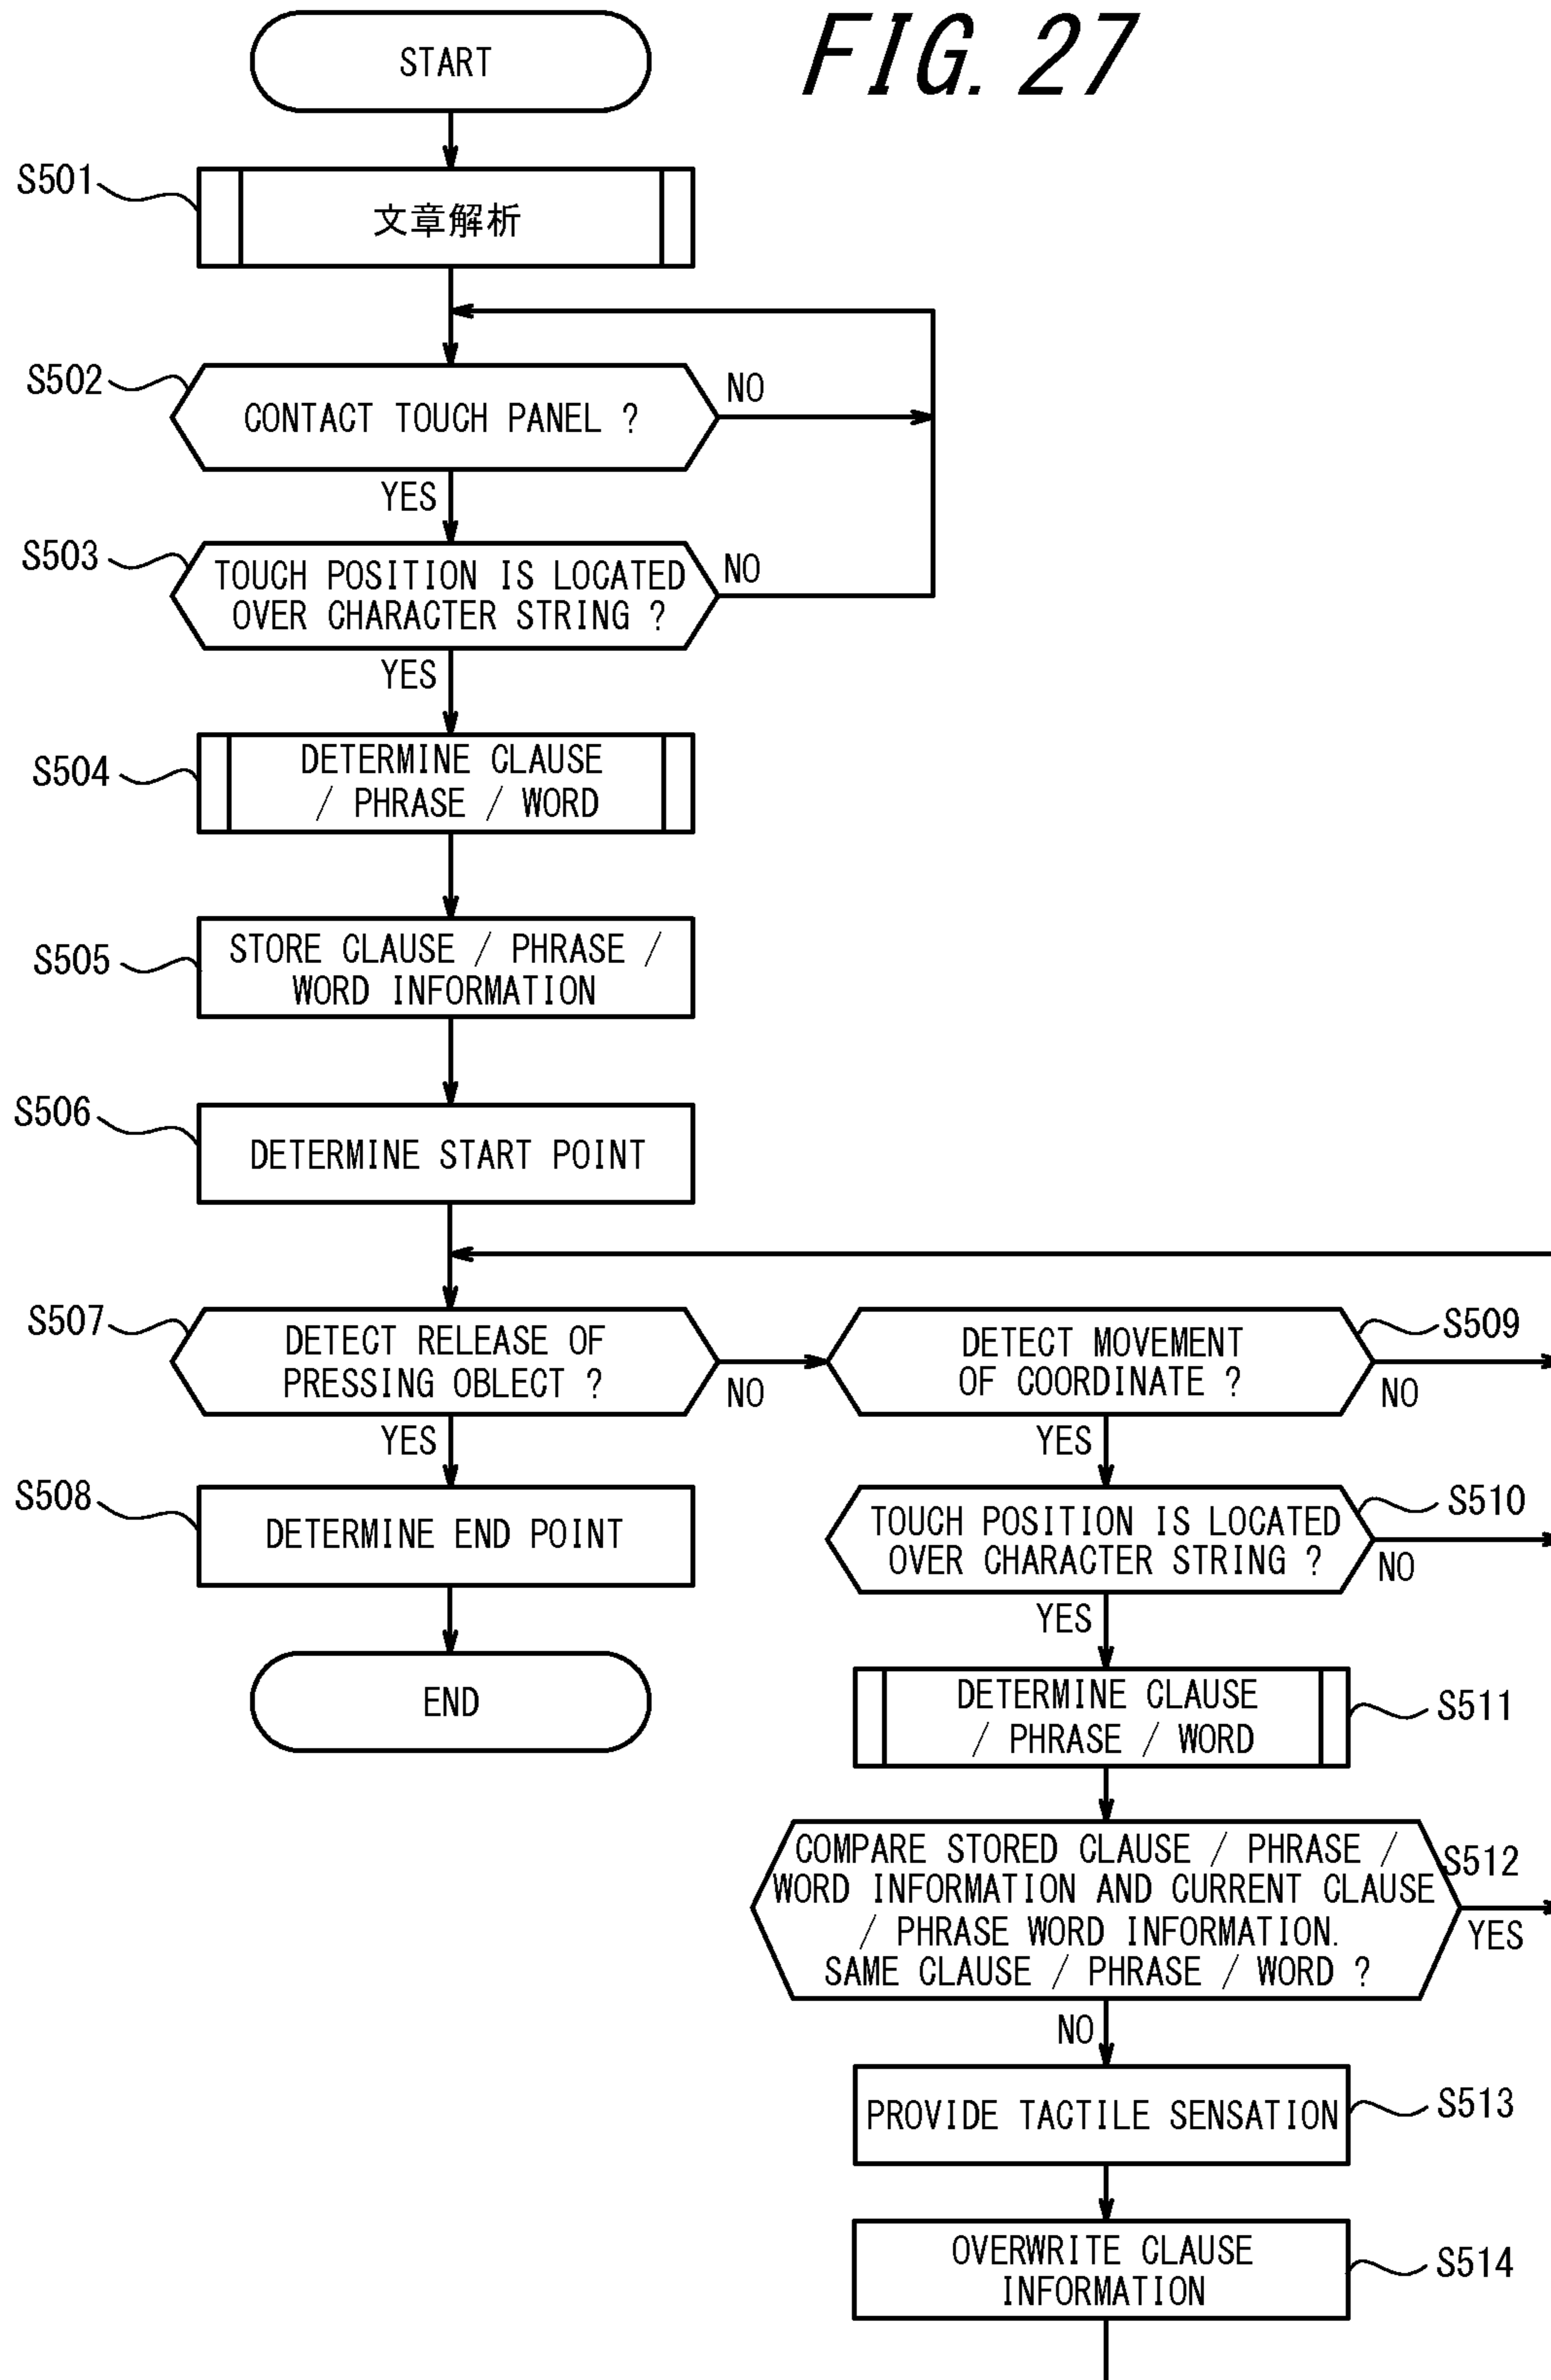 FIG. 27
START
S501
文章解析
S502
CONTACT TOUCH PANEL ?
NO
YES
S503
TOUCH POSITION IS LOCATED
OVER CHARACTER STRING ?
NO
YES
S504
DETERMINE CLAUSE
/ PHRASE / WORD
S505
STORE CLAUSE / PHRASE /
WORD INFORMATION
S506
DETERMINE START POINT
S507
DETECT RELEASE OF
PRESSING OBLECT ?
NO
YES
S508
DETERMINE END POINT
END
S509
DETECT MOVEMENT
OF COORDINATE ?
NO
YES
S510
TOUCH POSITION IS LOCATED
OVER CHARACTER STRING ?
NO
YES
S511
DETERMINE CLAUSE
/ PHRASE / WORD
S512
COMPARE STORED CLAUSE / PHRASE /
WORD INFORMATION AND CURRENT CLAUSE
/ PHRASE WORD INFORMATION.
SAME CLAUSE / PHRASE / WORD ?
YES
NO
S513
PROVIDE TACTILE SENSATION
S514
OVERWRITE CLAUSE
INFORMATION